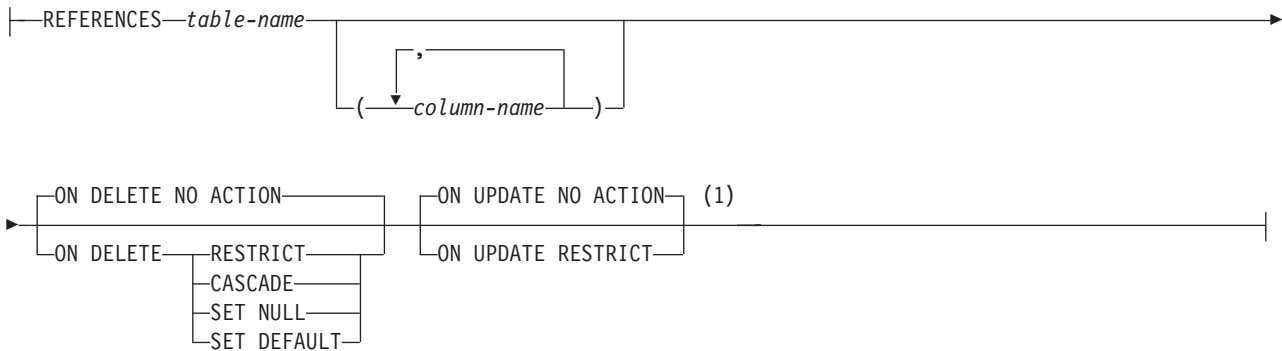 REFERENCES table-name
,
( column-name )
ON DELETE NO ACTION ON UPDATE NO ACTION (1)
ON DELETE RESTRICT ON UPDATE RESTRICT
CASCADE
SET NULL
SET DEFAULT